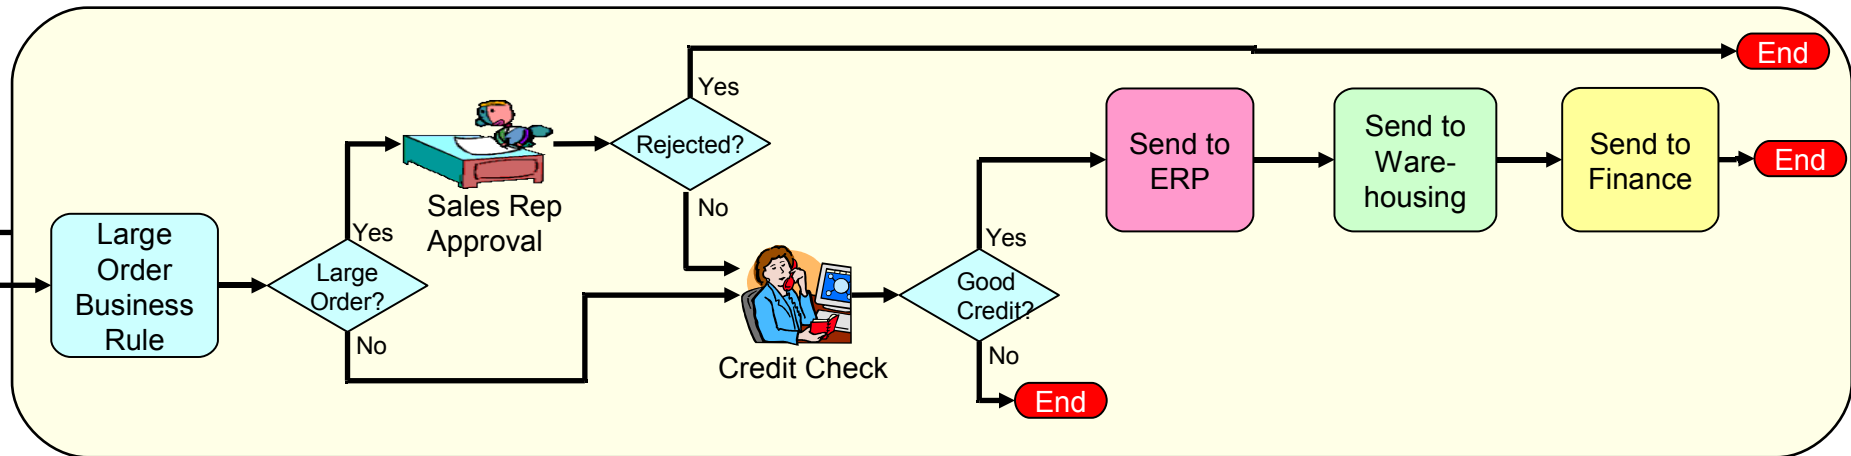 Large
Order
Business
Rule
Large
Order?
Yes
No
Sales Rep
Approval
Rejected?
Yes
No
Credit Check
Good
Credit?
Yes
No
End
Send to
ERP
Send to
Ware-
housing
Send to
Finance
End
End